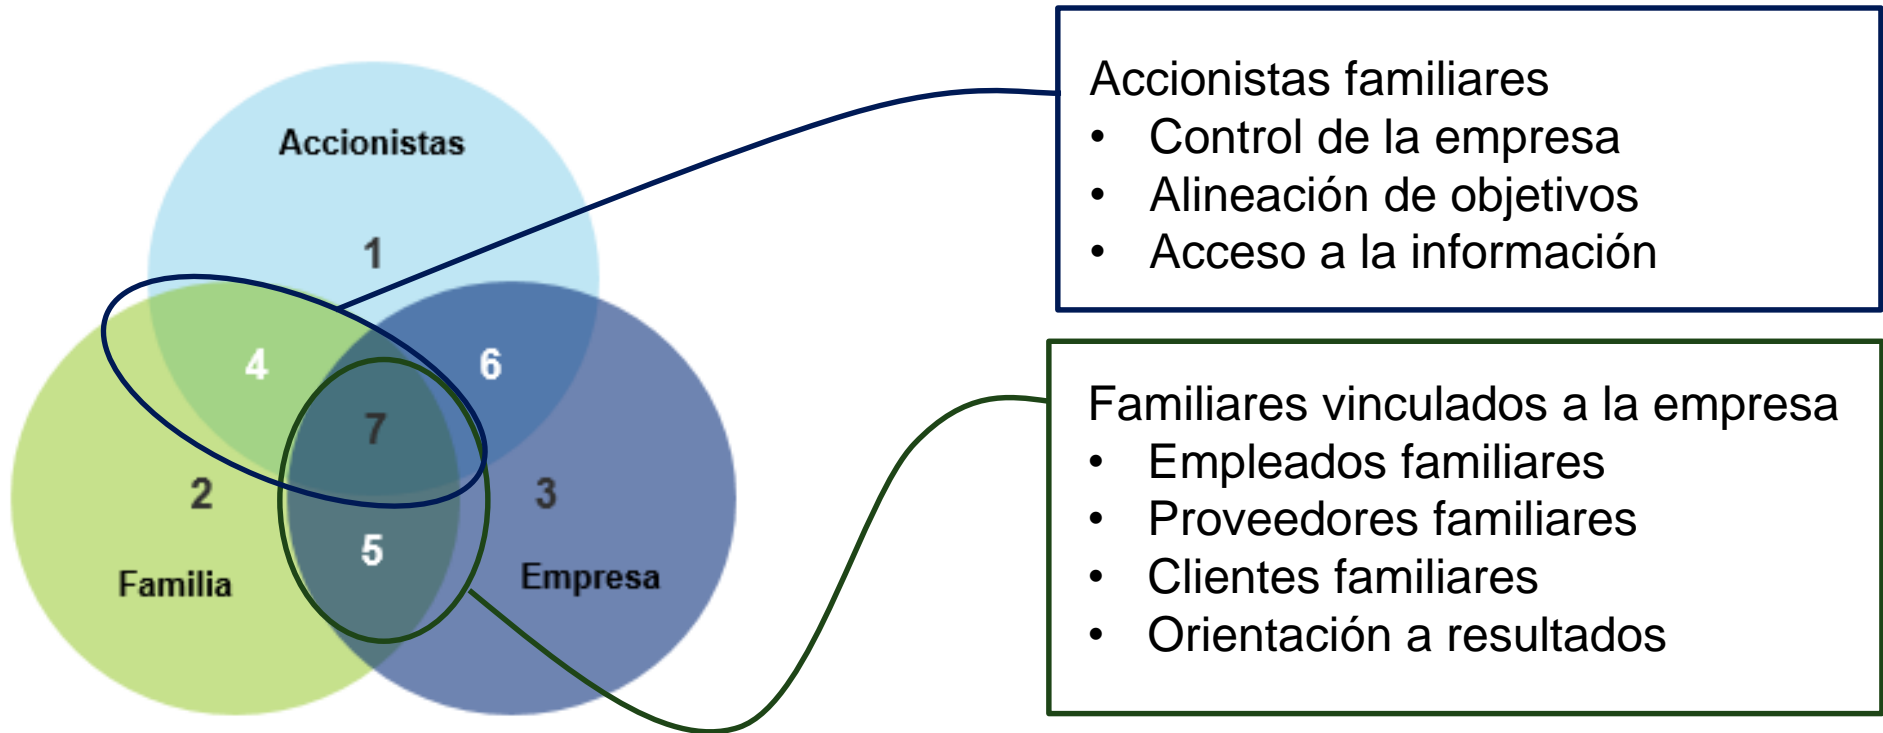 Accionistas
1
4
6
7
2
3
5
Familia
Empresa
Accionistas familiares
• Control de la empresa
• Alineación de objetivos
• Acceso a la información
Familiares vinculados a la empresa
• Empleados familiares
• Proveedores familiares
• Clientes familiares
• Orientación a resultados